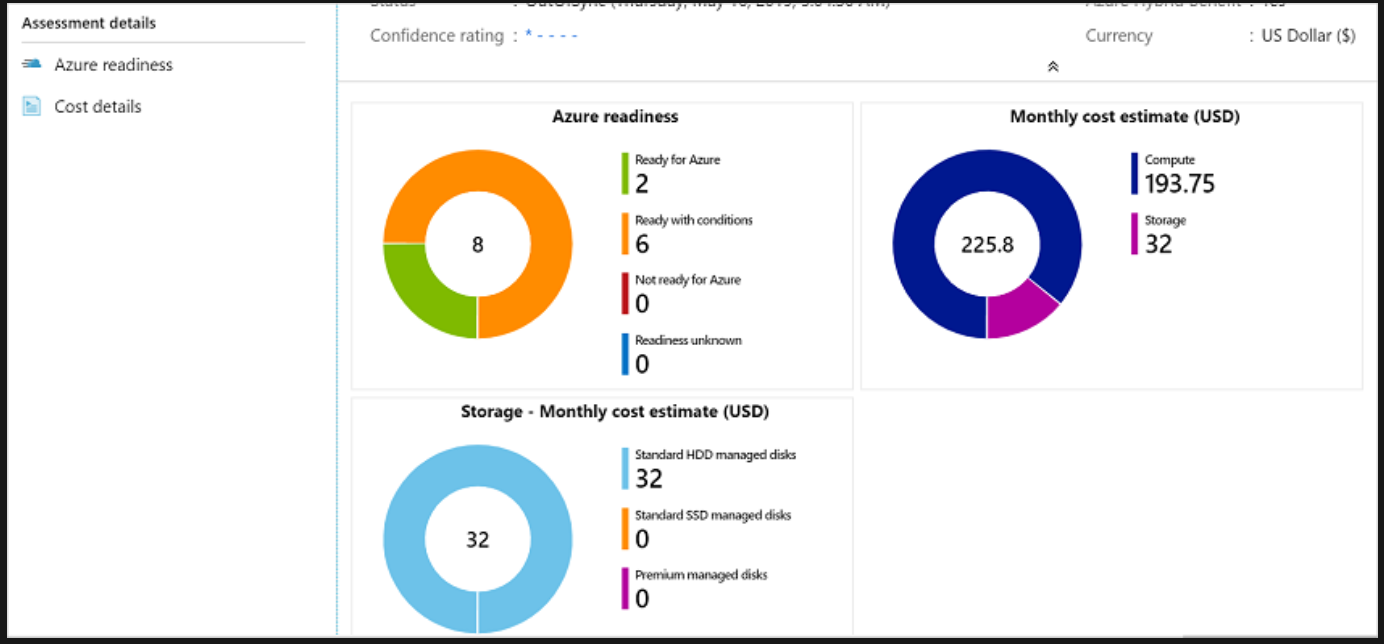 Assessment details
Azure readiness
Cost details
Confidence rating : * - - - -
Currency : US Dollar ($)
Azure readiness
8
Ready for Azure
2
Ready with conditions
6
Not ready for Azure
0
Readiness unknown
0
Monthly cost estimate (USD)
225.8
Compute
193.75
Storage
32
Storage - Monthly cost estimate (USD)
32
Standard HDD managed disks
32
Standard SSD managed disks
0
Premium managed disks
0